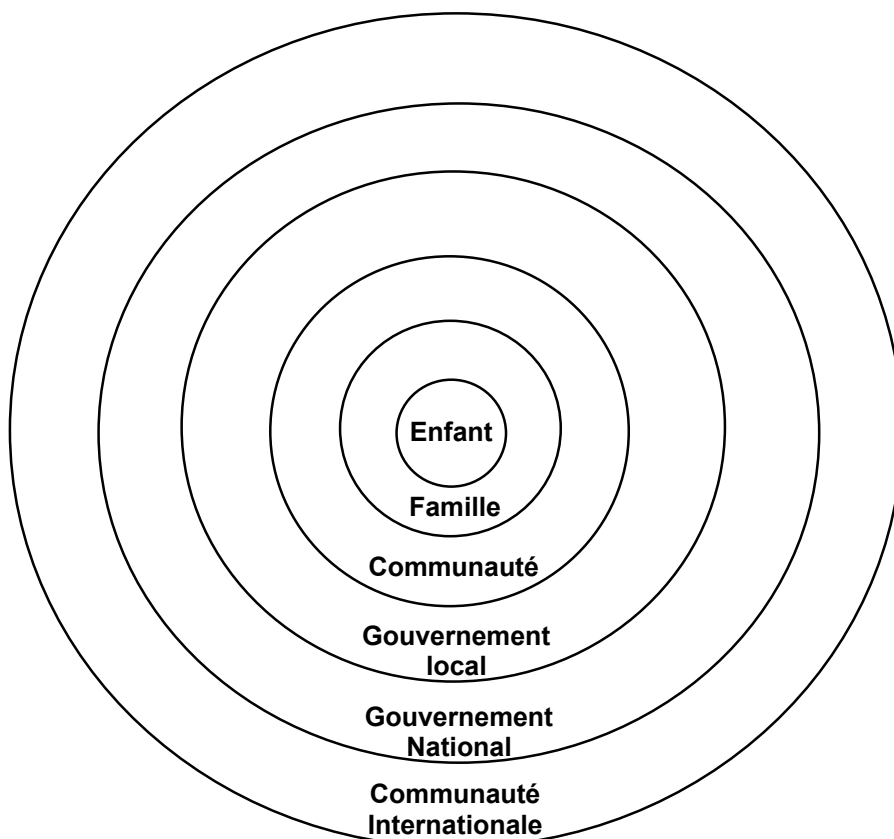 Enfant
Famille
Communauté
Gouvernement
local
Gouvernement
National
Communauté
Internationale